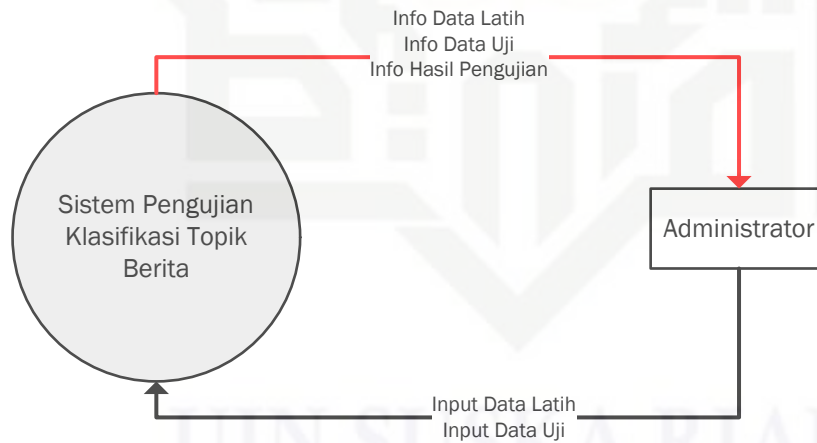 Info Data Latih
Info Data Uji
Info Hasil Pengujian
Sistem Pengujian
Klasifikasi Topik
Berita
Administrator
Input Data Latih
Input Data Uji